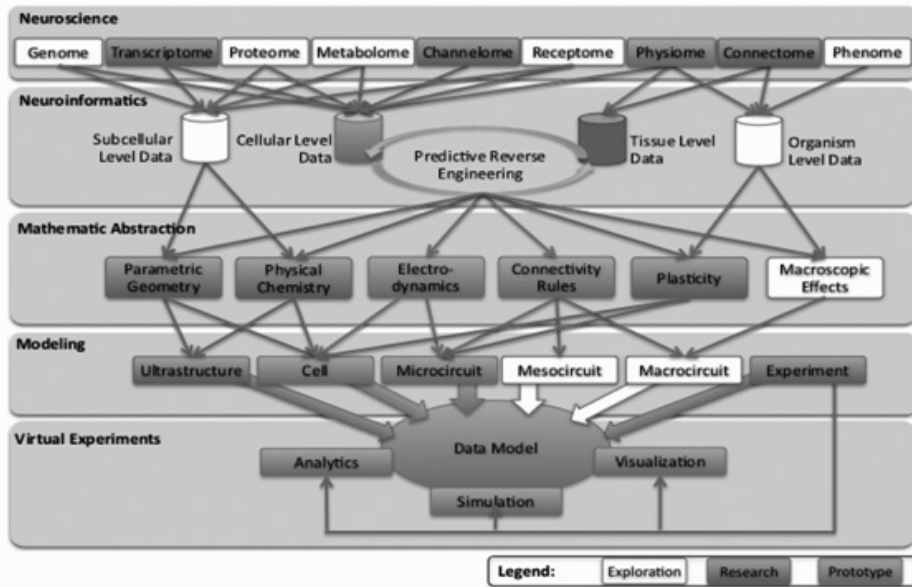 Neuroscience
Genome Transcriptome Proteome Metabolome Channelome Receptome Physiome Connectome Phenome
Neuroinformatics
Subcellular
Level Data
Cellular Level
Data
Predictive Reverse
Engineering
Tissue Level
Data
Organism
Level Data
Mathematic Abstraction
Parametric
Geometry
Physical
Chemistry
Electro-
dynamics
Connectivity
Rules
Plasticity
Macroscopic
Effects
Modeling
Ultrastructure Cell Microcircuit Mesocircuit Macrocircuit Experiment
Virtual Experiments
Data Model
Analytics
Visualization
Simulation
Legend: Exploration Research Prototype